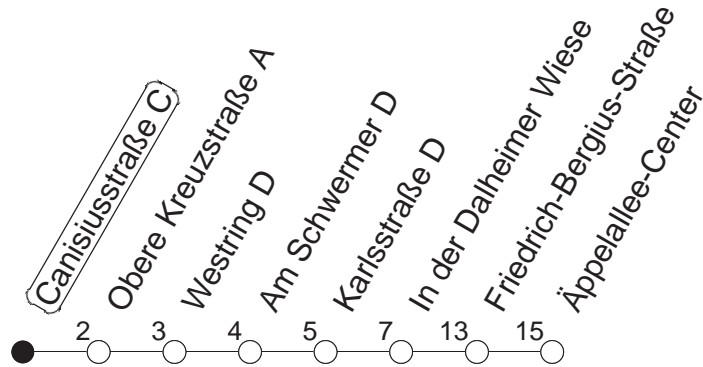 Canisiusstraße C
Obere Kreuzstraße A
Westring D
Am Schwermer D
Karlsstraße D
In der Dalheimer Wiese
Friedrich-Bergius-Straße
Äppelallee-Center
2 3 4 5 7 13 15